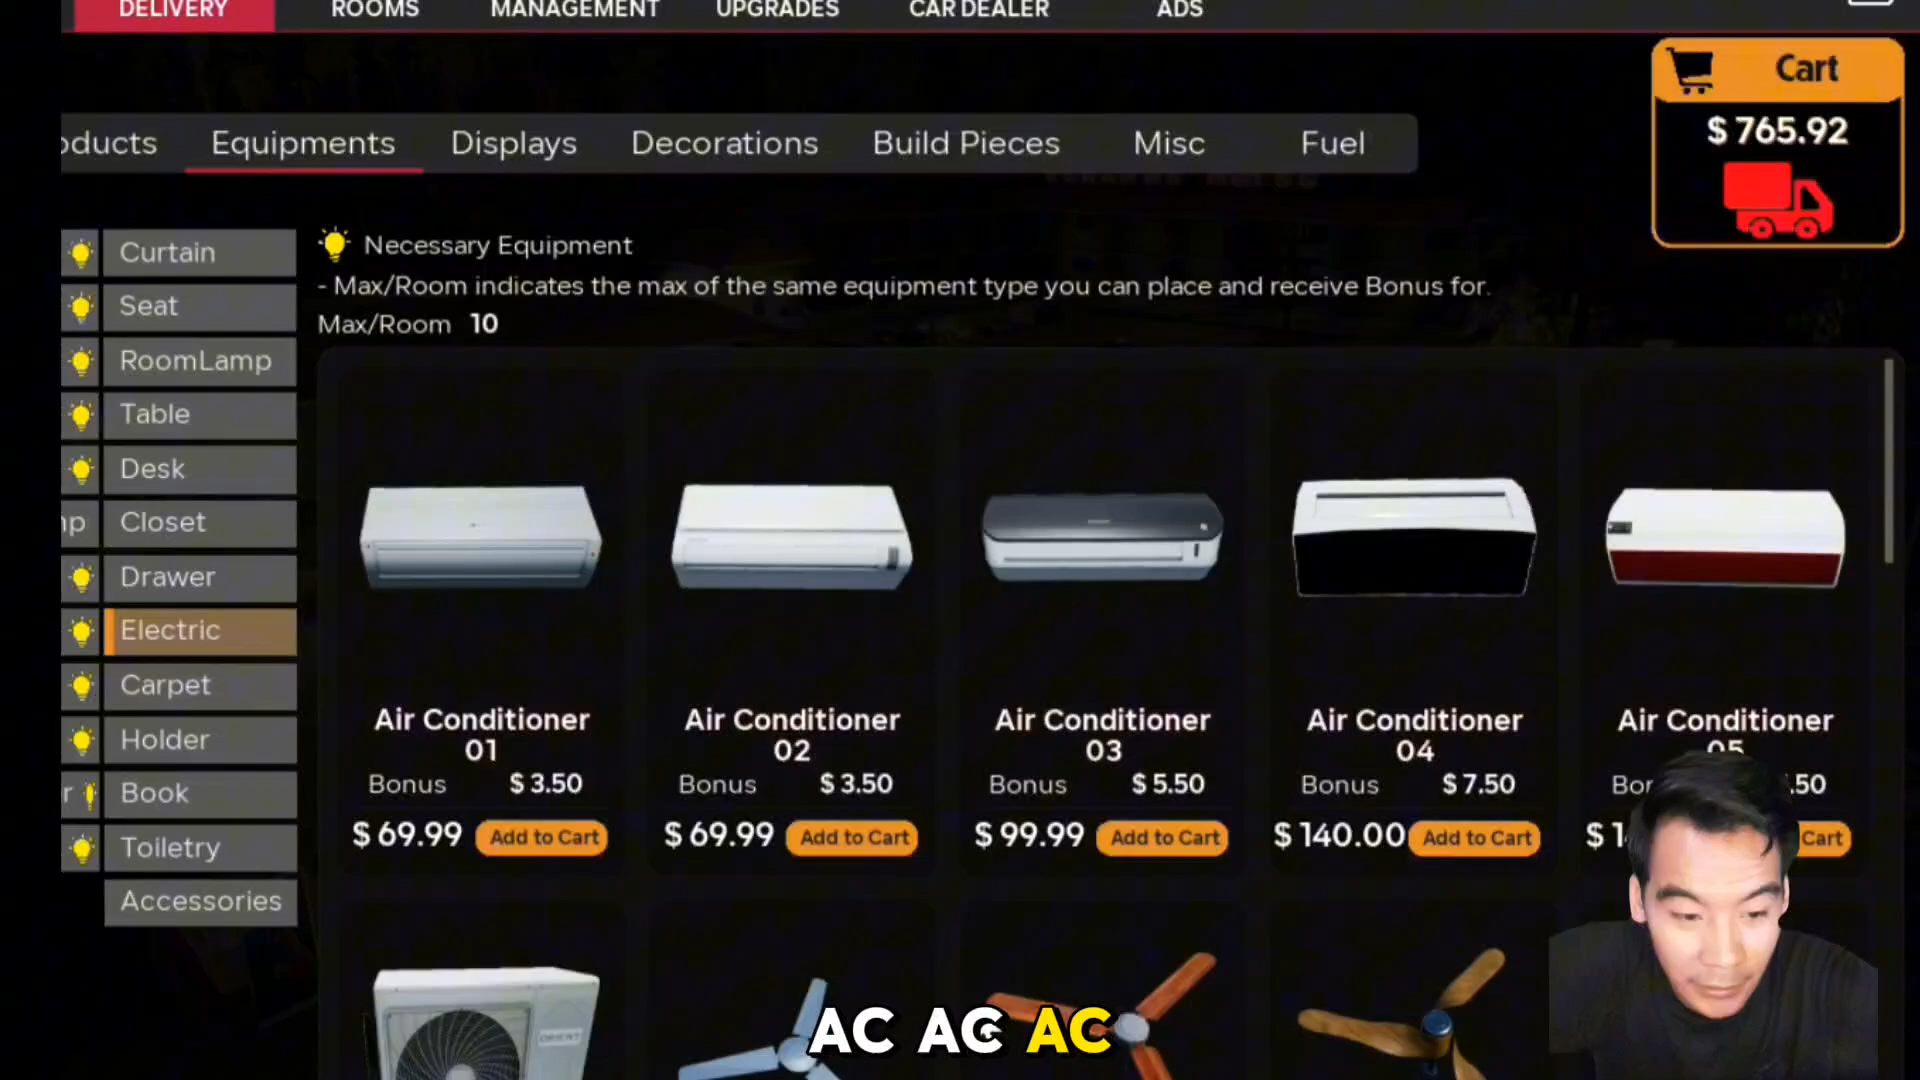 DELIVERY ROOMS MANAGEMENT UPGRADES CAR DEALER ADS
Cart
$ 765.92
oducts Equipments Displays Decorations Build Pieces Misc Fuel
Curtain
Seat
RoomLamp
Table
Desk
Closet
Drawer
Electric
Carpet
Holder
Book
Toiletry
Accessories
Necessary Equipment
- Max/Room indicates the max of the same equipment type you can place and receive Bonus for.
Max/Room 10
Air Conditioner
01
Bonus $ 3.50
$ 69.99 Add to Cart
Air Conditioner
02
Bonus $ 3.50
$ 69.99 Add to Cart
Air Conditioner
03
Bonus $ 5.50
$ 99.99 Add to Cart
Air Conditioner
04
Bonus $ 7.50
$ 140.00 Add to Cart
Air Conditioner
05
.50
Cart
ORIENT
AC AC AC